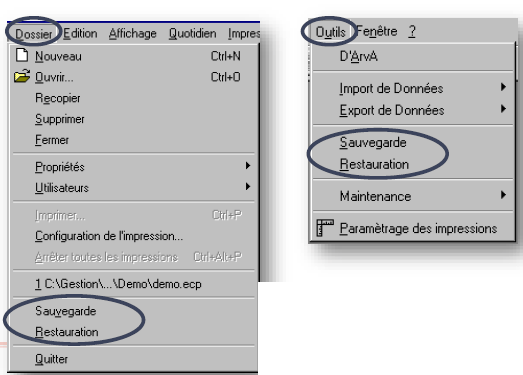 Dossier Edition Affichage Quotidien Impres
Nouveau Ctrl+N
Ouvrir... Ctrl+O
Recopier
Supprimer
Fermer
Propriétés
Utilisateurs
Imprimer... Ctrl+P
Configuration de l'impression...
Arrêter toutes les impressions Ctrl+Alt+P
1 C:\Gestion\...\Demo\demo.ecp
Sauvegarde
Restauration
Quitter
Outils Fenêtre ?
D'ArvA
Import de Données
Export de Données
Sauvegarde
Restauration
Maintenance
Paramètrage des impressions